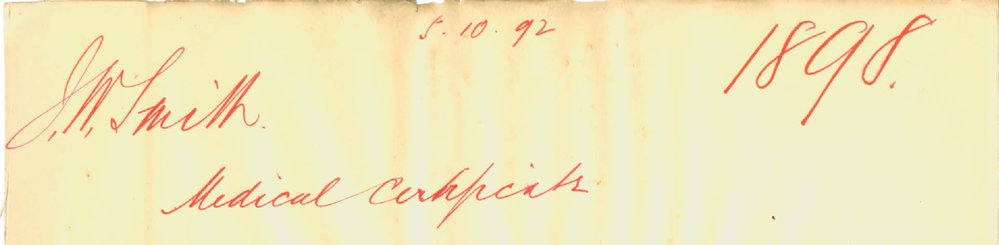 5.10.92
1898.
J.W. Smith.
Medical Certificate